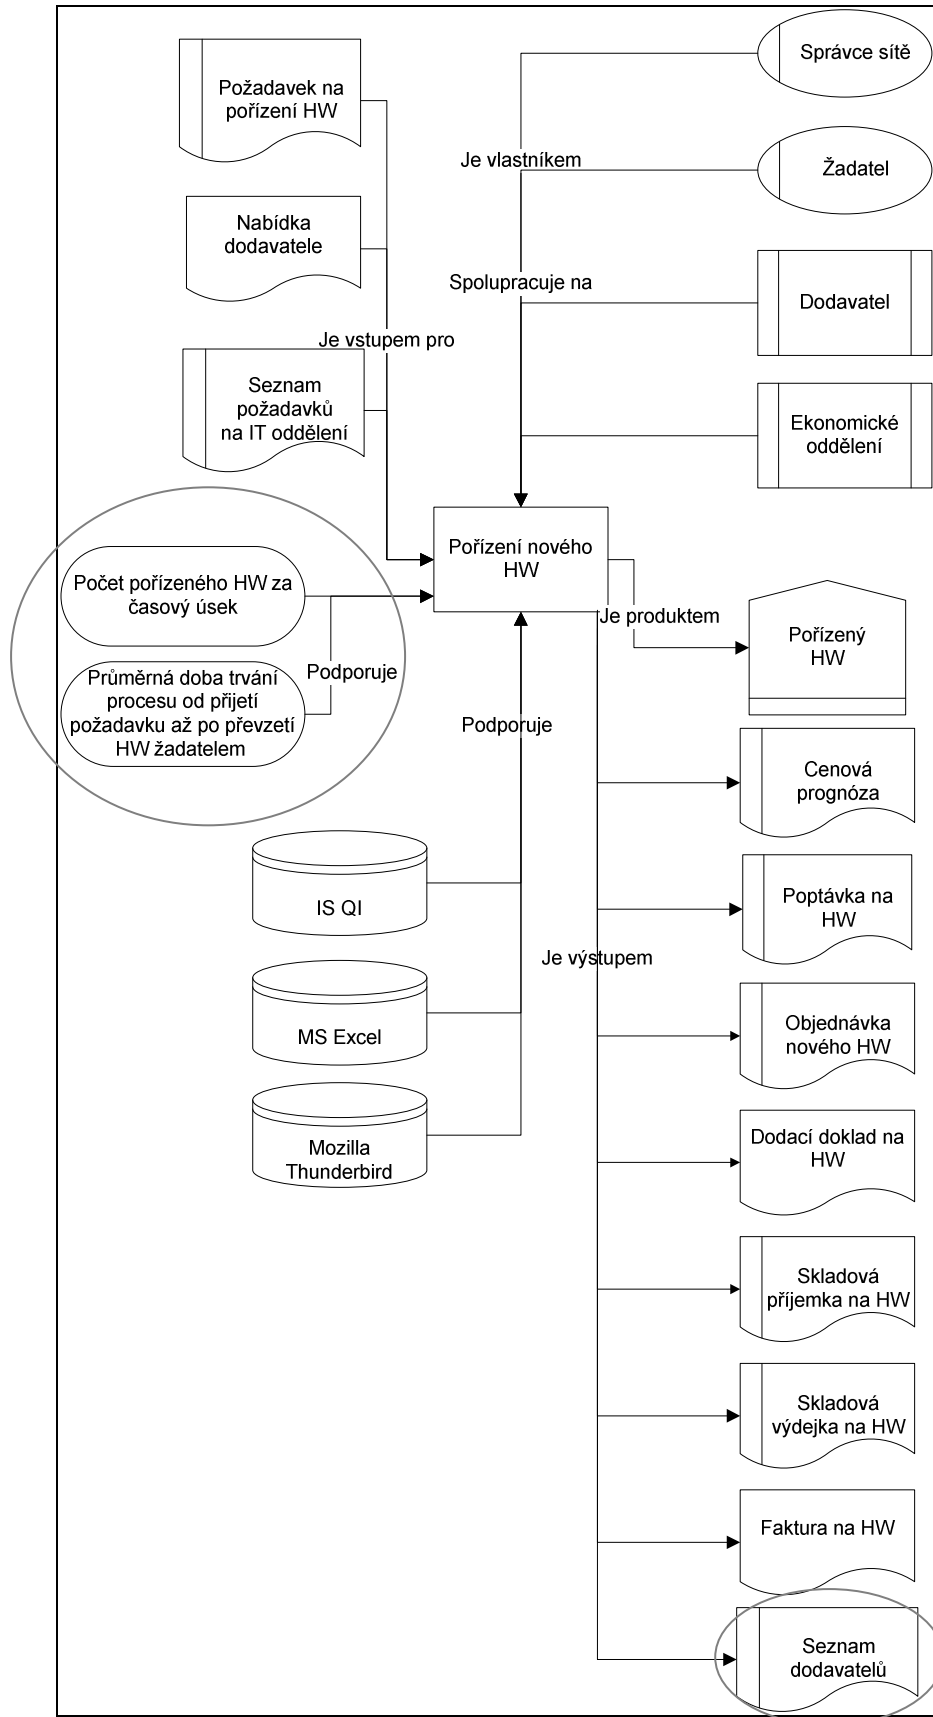 Požadavek na
pořízení HW
Správce sítě
Je vlastníkem
Žadatel
Nabídka
dodavatele
Spolupracuje na
Dodavatel
Je vstupem pro
Seznam
požadavků
na IT oddělení
Ekonomické
oddělení
Pořízení nového
HW
Počet pořízeného HW za
časový úsek
Je produktem
Pořízený
HW
Podporuje
Průměrná doba trvání
procesu od přijetí
požadavku až po převzetí
HW žadatelem
Podporuje
Cenová
prognóza
IS QI
Poptávka na
HW
Je výstupem
MS Excel
Objednávka
nového HW
Mozilla
Thunderbird
Dodací doklad na
HW
Skladová
příjemka na HW
Skladová
výdejka na HW
Faktura na HW
Seznam
dodavatelů